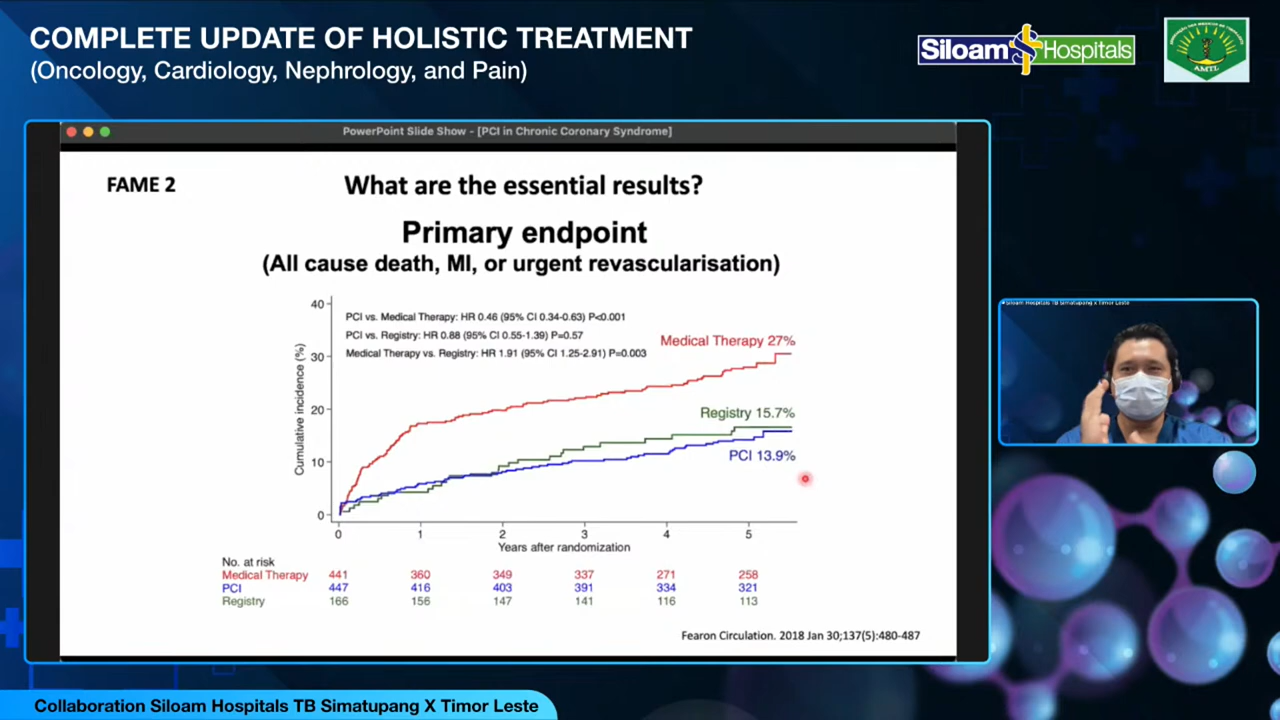 COMPLETE UPDATE OF HOLISTIC TREATMENT
(Oncology, Cardiology, Nephrology, and Pain)
Siloam Hospitals
AMTL
PowerPoint Slide Show - [PCI in Chronic Coronary Syndrome]
FAME 2
What are the essential results?
Primary endpoint
(All cause death, MI, or urgent revascularisation)
40
30
20
10
0
Cumulative incidence (%)
PCI vs. Medical Therapy: HR 0.46 (95% CI 0.34-0.63) P<0.001
PCI vs. Registry: HR 0.88 (95% CI 0.55-1.39) P=0.57
Medical Therapy vs. Registry: HR 1.91 (95% CI 1.25-2.91) P=0.003
Medical Therapy 27%
Registry 15.7%
PCI 13.9%
0 1 2 3 4 5
Years after randomization
No. at risk
Medical Therapy 441 360 349 337 271 258
PCI 447 416 403 391 334 321
Registry 166 156 147 141 116 113
Fearon Circulation. 2018 Jan 30;137(5):480-487
Siloam Hospitals TB Simatupang X Timor Leste
Collaboration Siloam Hospitals TB Simatupang X Timor Leste